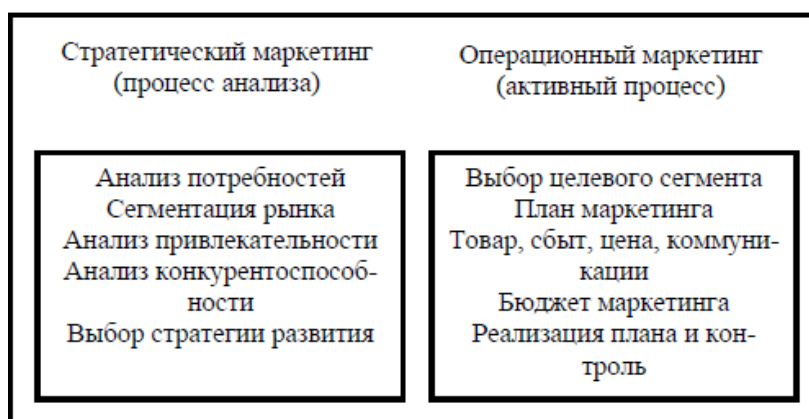 Стратегический маркетинг
(процесс анализа)
Операционный маркетинг
(активный процесс)
Анализ потребностей
Сегментация рынка
Анализ привлекательности
Анализ конкурентоспособ-
ности
Выбор стратегии развития
Выбор целевого сегмента
План маркетинга
Товар, сбыт, цена, коммуни-
кации
Бюджет маркетинга
Реализация плана и кон-
троль